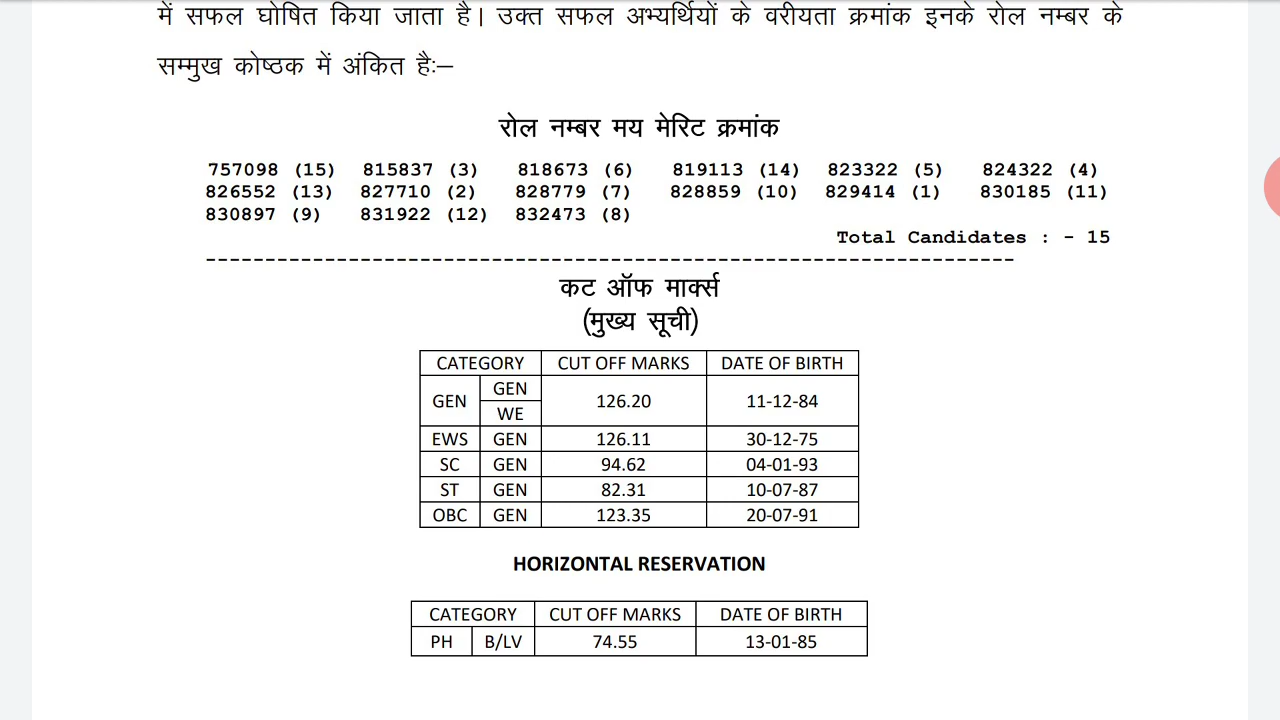 में सफल घोषित किया जाता है। उक्त सफल अभ्यर्थियों के वरीयता क्रमांक इनके रोल नम्बर के
सम्मुख कोष्ठक में अंकित है:–
रोल नम्बर मय मेरिट क्रमांक
757098 (15) 815837 (3) 818673 (6) 819113 (14) 823322 (5) 824322 (4)
826552 (13) 827710 (2) 828779 (7) 828859 (10) 829414 (1) 830185 (11)
830897 (9) 831922 (12) 832473 (8)
Total Candidates : - 15
--------------------------------------------------------------------
कट ऑफ मार्क्स
(मुख्य सूची)
CATEGORY CUT OFF MARKS DATE OF BIRTH
GEN GEN 126.20 11-12-84
WE
EWS GEN 126.11 30-12-75
SC GEN 94.62 04-01-93
ST GEN 82.31 10-07-87
OBC GEN 123.35 20-07-91
HORIZONTAL RESERVATION
CATEGORY CUT OFF MARKS DATE OF BIRTH
PH B/LV 74.55 13-01-85